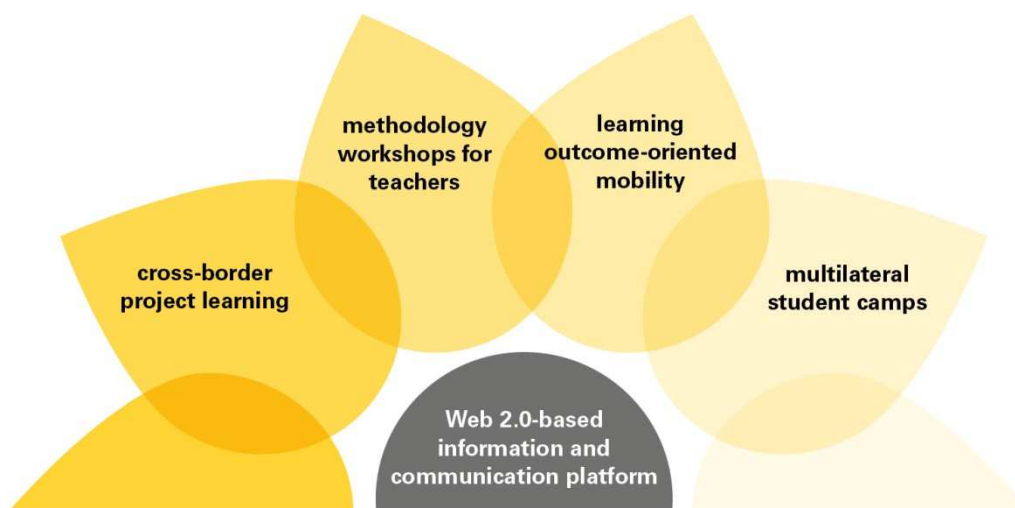 methodology
workshops for
teachers
learning
outcome-oriented
mobility
cross-border
project learning
multilateral
student camps
Web 2.0-based
information and
communication platform